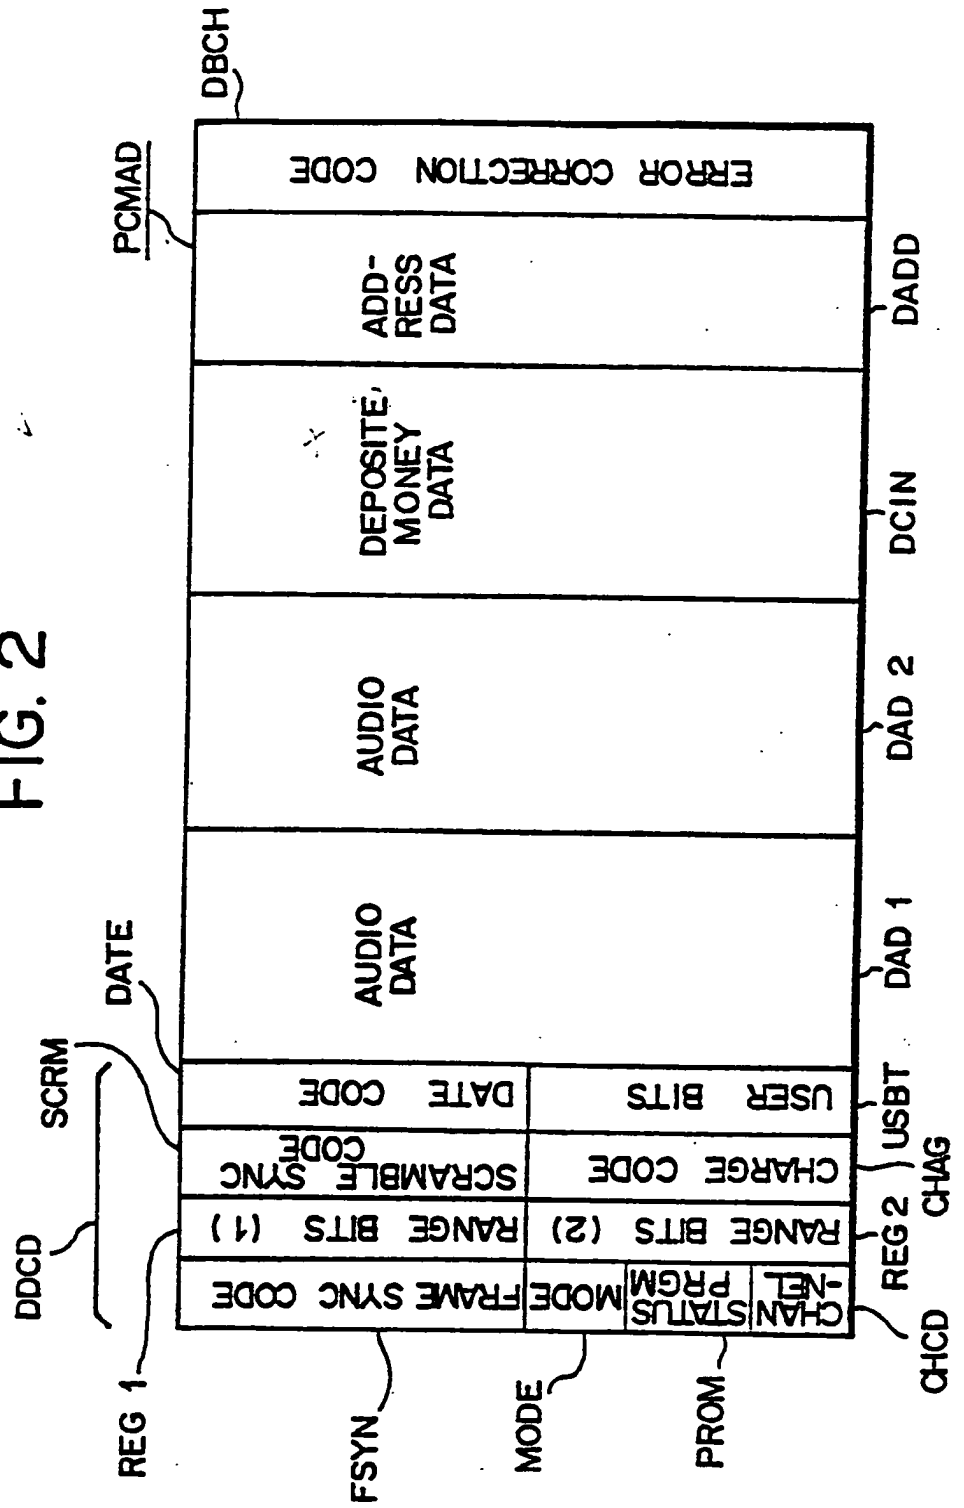 FIG. 2
DDCD
SCRM
DATE
PCMAD
DBCH
REG 1
FSYN
MODE
PROM
CHCD
REG 2
CHAG
USBT
DAD 1
DAD 2
DCIN
DADD
FRAME SYNC CODE
MODE
STATUS
PRGM
CHAN
-NEL
RANGE BITS (1)
RANGE BITS (2)
SCRAMBLE SYNC
CODE
CHARGE CODE
DATE CODE
USER BITS
AUDIO
DATA
AUDIO
DATA
DEPOSITE
MONEY
DATA
ADD-
RESS
DATA
ERROR CORRECTION CODE